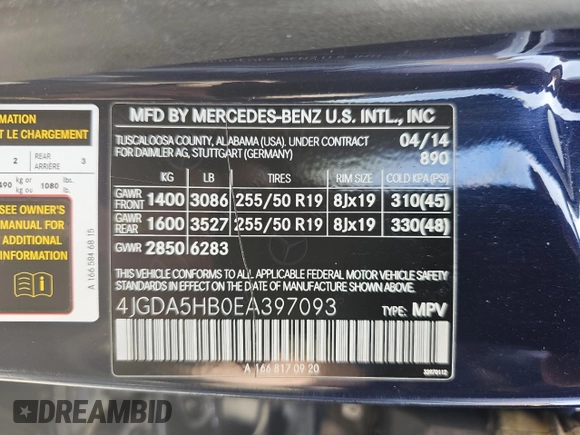 MATION
T LE CHARGEMENT
2 REAR ARRIÈRE 3
490 kg ou 1080 lbs.
SEE OWNER'S
MANUAL FOR
ADDITIONAL
INFORMATION
A 166 584 68 15
MFD BY MERCEDES-BENZ U.S. INTL., INC
TUSCALOOSA COUNTY, ALABAMA (USA). UNDER CONTRACT 04/14
FOR DAIMLER AG, STUTTGART (GERMANY) 890
KG LB TIRES RIM SIZE COLD KPA (PSI)
GAWR FRONT 1400 3086 255/50 R19 8Jx19 310(45)
GAWR REAR 1600 3527 255/50 R19 8Jx19 330(48)
GVWR 2850 6283
THIS VEHICLE CONFORMS TO ALL APPLICABLE FEDERAL MOTOR VEHICLE SAFETY
STANDARDS IN EFFECT ON THE DATE OF MANUFACTURE SHOWN ABOVE.
4JGDA5HB0EA397093 TYPE: MPV
A 166 817 09 20
DREAMBID